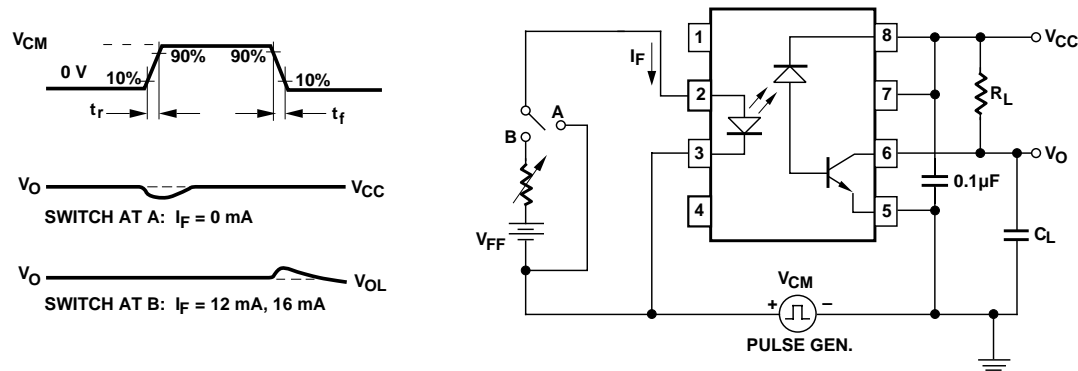 V_CM
0 V
10%
90%
90%
10%
t_r
t_f
V_O
V_CC
SWITCH AT A: I_F = 0 mA
V_O
V_OL
SWITCH AT B: I_F = 12 mA, 16 mA
I_F
A
B
V_FF
1
2
3
4
8
7
6
5
V_CC
R_L
V_O
0.1µF
C_L
V_CM
+
–
PULSE GEN.